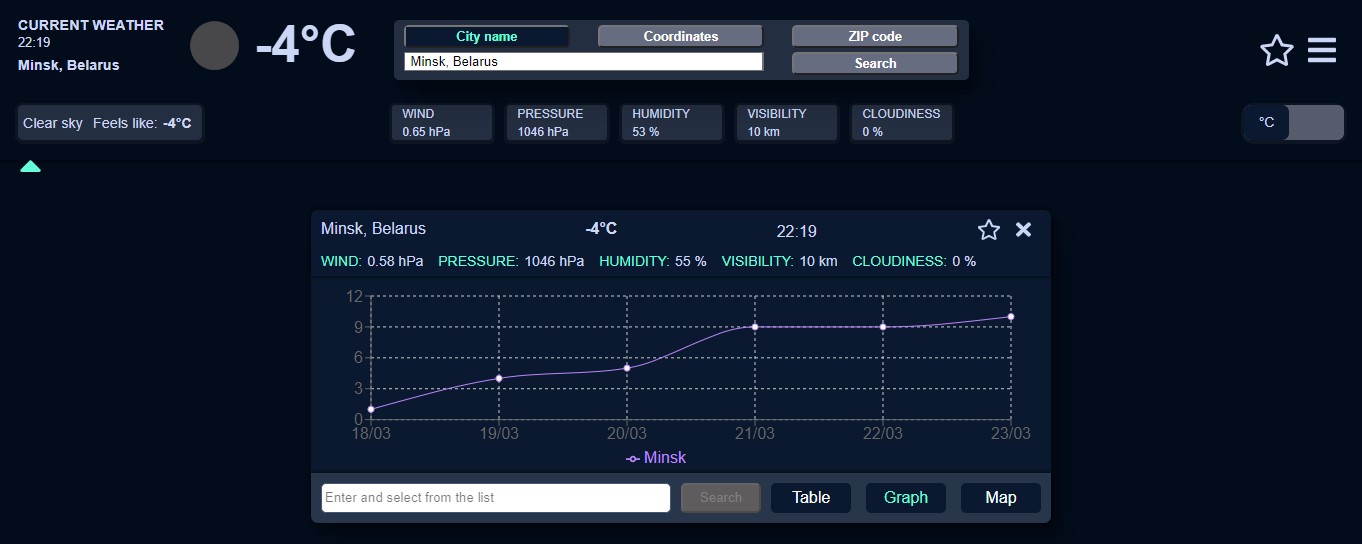 CURRENT WEATHER
22:19
Minsk, Belarus
-4°C
City name Coordinates ZIP code
Minsk, Belarus Search
Clear sky Feels like: -4°C
WIND PRESSURE HUMIDITY VISIBILITY CLOUDINESS
0.65 hPa 1046 hPa 53 % 10 km 0 %
°C
Minsk, Belarus -4°C 22:19
WIND: 0.58 hPa PRESSURE: 1046 hPa HUMIDITY: 55 % VISIBILITY: 10 km CLOUDINESS: 0 %
12
9
6
3
0
18/03 19/03 20/03 21/03 22/03 23/03
Minsk
Enter and select from the list Search Table Graph Map